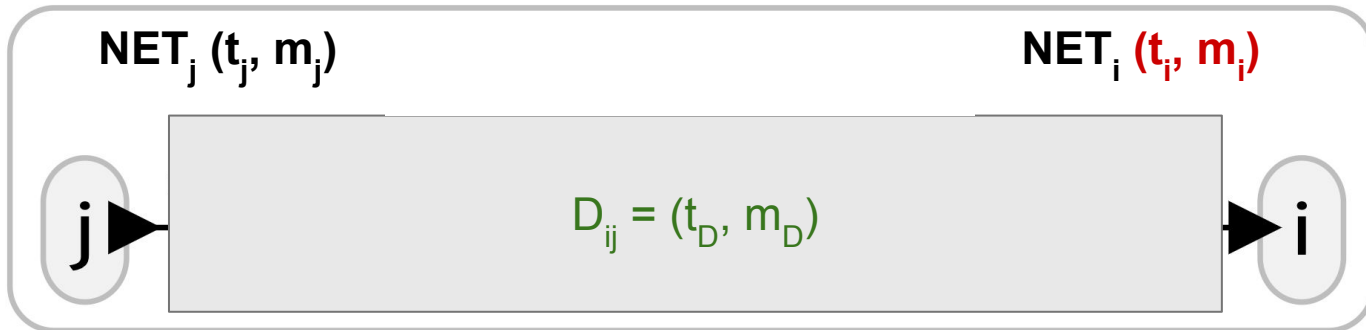 NETj (tj, mj)
NETi (ti, mi)
j
Dij = (tD, mD)
i